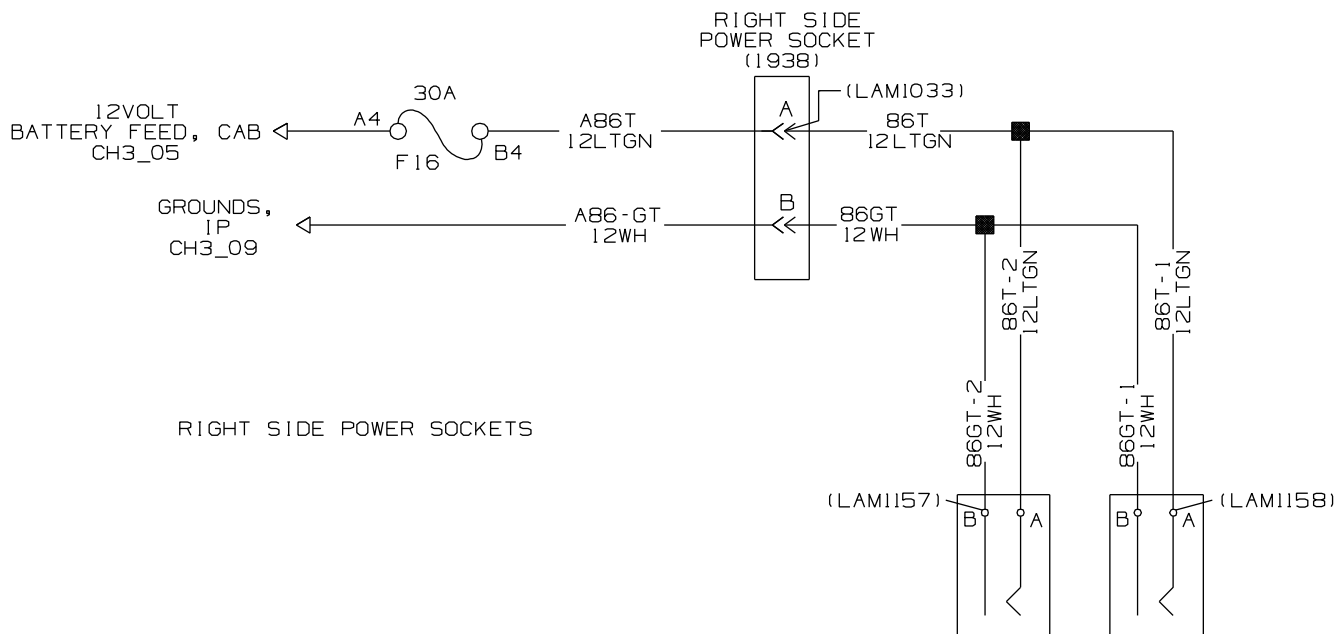 RIGHT SIDE
POWER SOCKET
(1938)
12VOLT
BATTERY FEED, CAB
CH3_05
A4
30A
F16
B4
A86T
12LTGN
A
(LAM1033)
86T
12LTGN
GROUNDS,
IP
CH3_09
A86-GT
12WH
B
86GT
12WH
86T-2
12LTGN
86T-1
12LTGN
86GT-2
12WH
86GT-1
12WH
RIGHT SIDE POWER SOCKETS
(LAM1157)
B
A
B
A
(LAM1158)